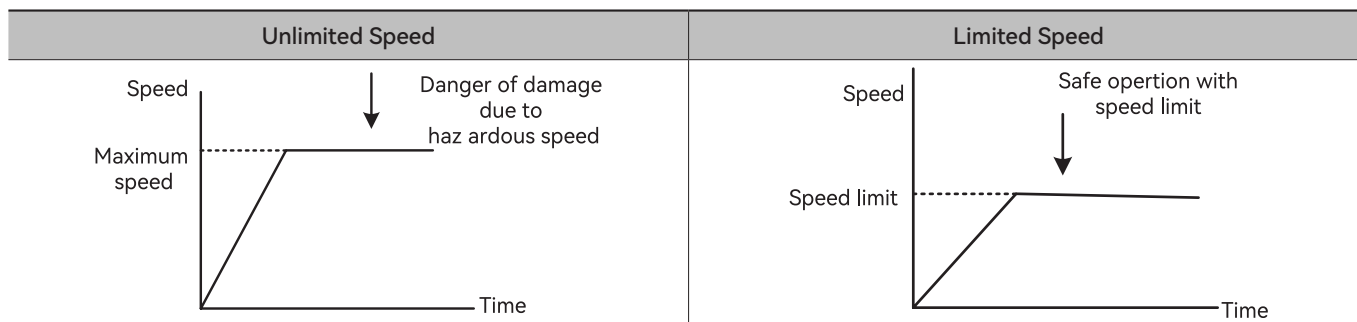 Unlimited Speed
Limited Speed
Speed
Danger of damage
due to
haz ardous speed
Maximum
speed
Time
Speed
Safe opertion with
speed limit
Speed limit
Time